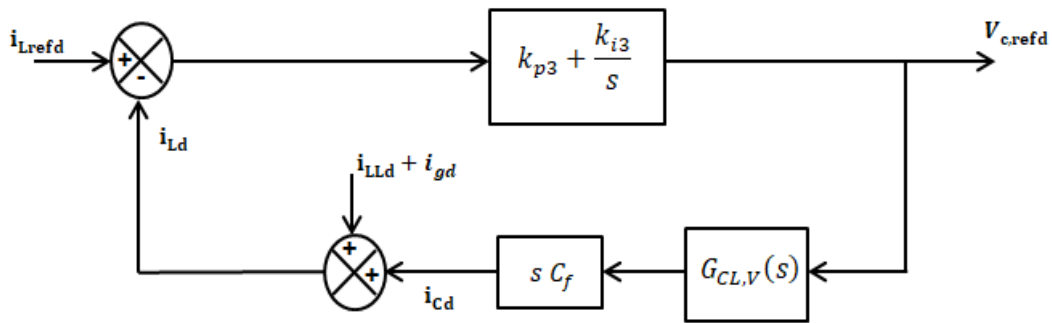 i_Lrefd
+
-
k_p3 + k_i3/s
V_c,refd
i_Ld
i_LLd + i_gd
+
+
i_Cd
s C_f
G_CL,V(s)